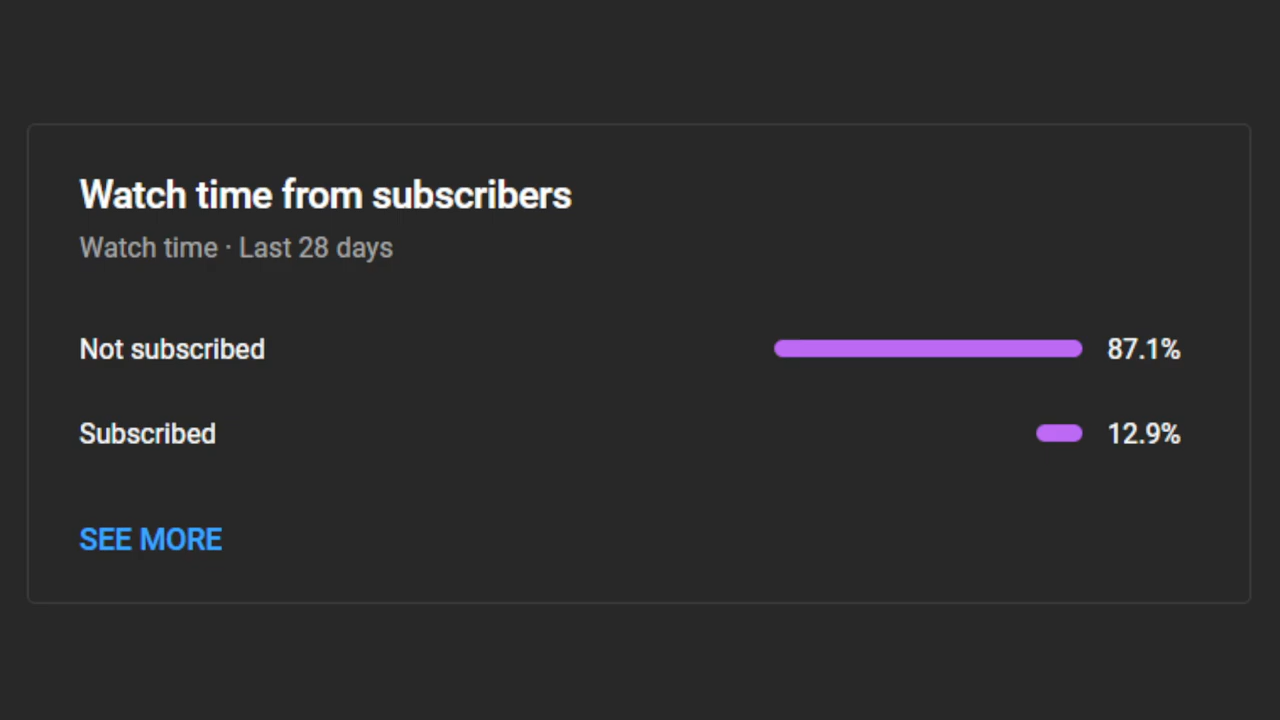 Watch time from subscribers
Watch time · Last 28 days
Not subscribed 87.1%
Subscribed 12.9%
SEE MORE